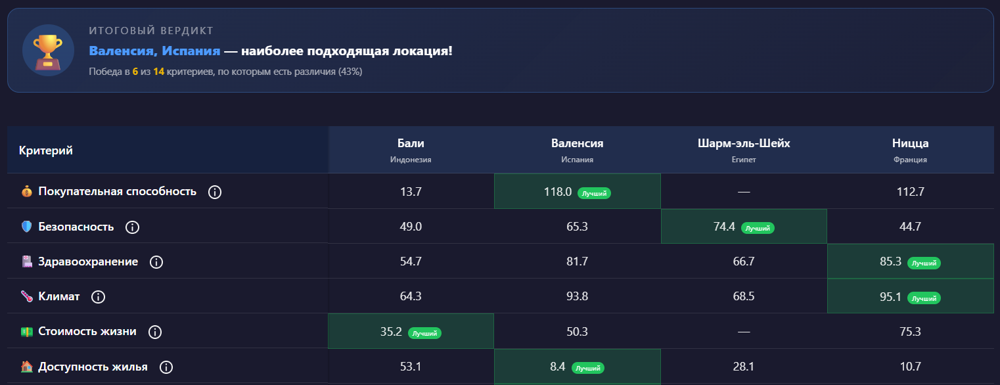 ИТОГОВЫЙ ВЕРДИКТ
Валенсия, Испания — наиболее подходящая локация!
Победа в 6 из 14 критериев, по которым есть различия (43%)
Критерий Бали Валенсия Шарм-эль-Шейх Ницца
Индонезия Испания Египет Франция
Покупательная способность 13.7 118.0 Лучший — 112.7
Безопасность 49.0 65.3 74.4 Лучший 44.7
Здравоохранение 54.7 81.7 66.7 85.3 Лучший
Климат 64.3 93.8 68.5 95.1 Лучший
Стоимость жизни 35.2 Лучший 50.3 — 75.3
Доступность жилья 53.1 8.4 Лучший 28.1 10.7